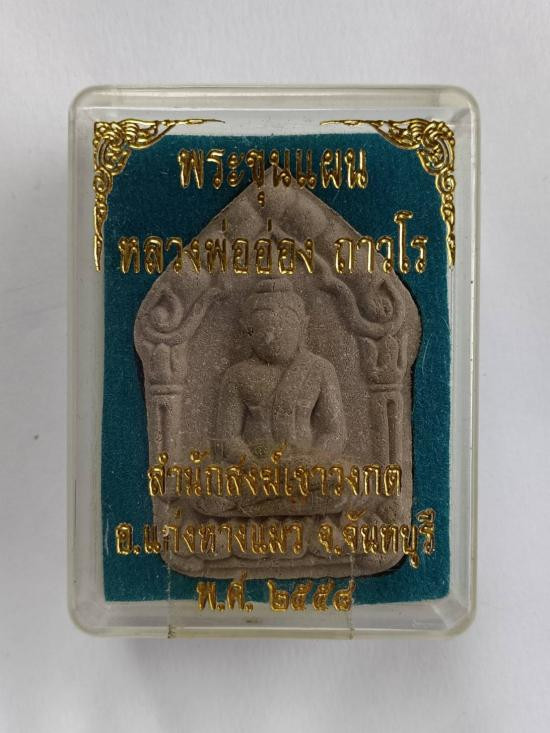 พระขุนแผน
หลวงพ่ออ่อง ถาวโร
สำนักสงฆ์เขาวงกต
อ.แก่งหางแมว จ.จันทบุรี
พ.ศ. ๒๕๕๔